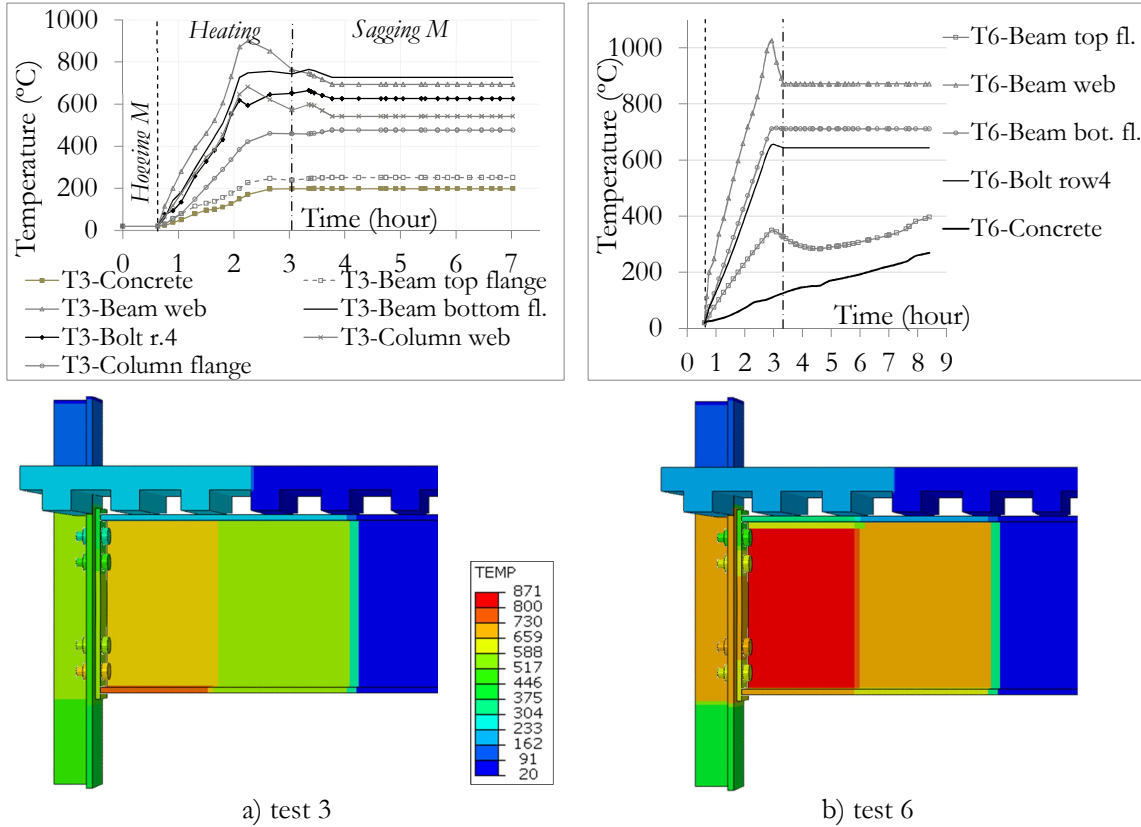 Heating
Sagging M
Hogging M
Temperature (ºC)
1000
800
600
400
200
0
0 1 2 3 4 5 6 7
Time (hour)
T3-Concrete
T3-Beam top flange
T3-Beam web
T3-Beam bottom fl.
T3-Bolt r.4
T3-Column web
T3-Column flange
Temperature (ºC)
1000
800
600
400
200
0
0 1 2 3 4 5 6 7 8 9
Time (hour)
T6-Beam top fl.
T6-Beam web
T6-Beam bot. fl.
T6-Bolt row4
T6-Concrete
TEMP
871
800
730
659
588
517
446
375
304
233
162
91
20
a) test 3
b) test 6